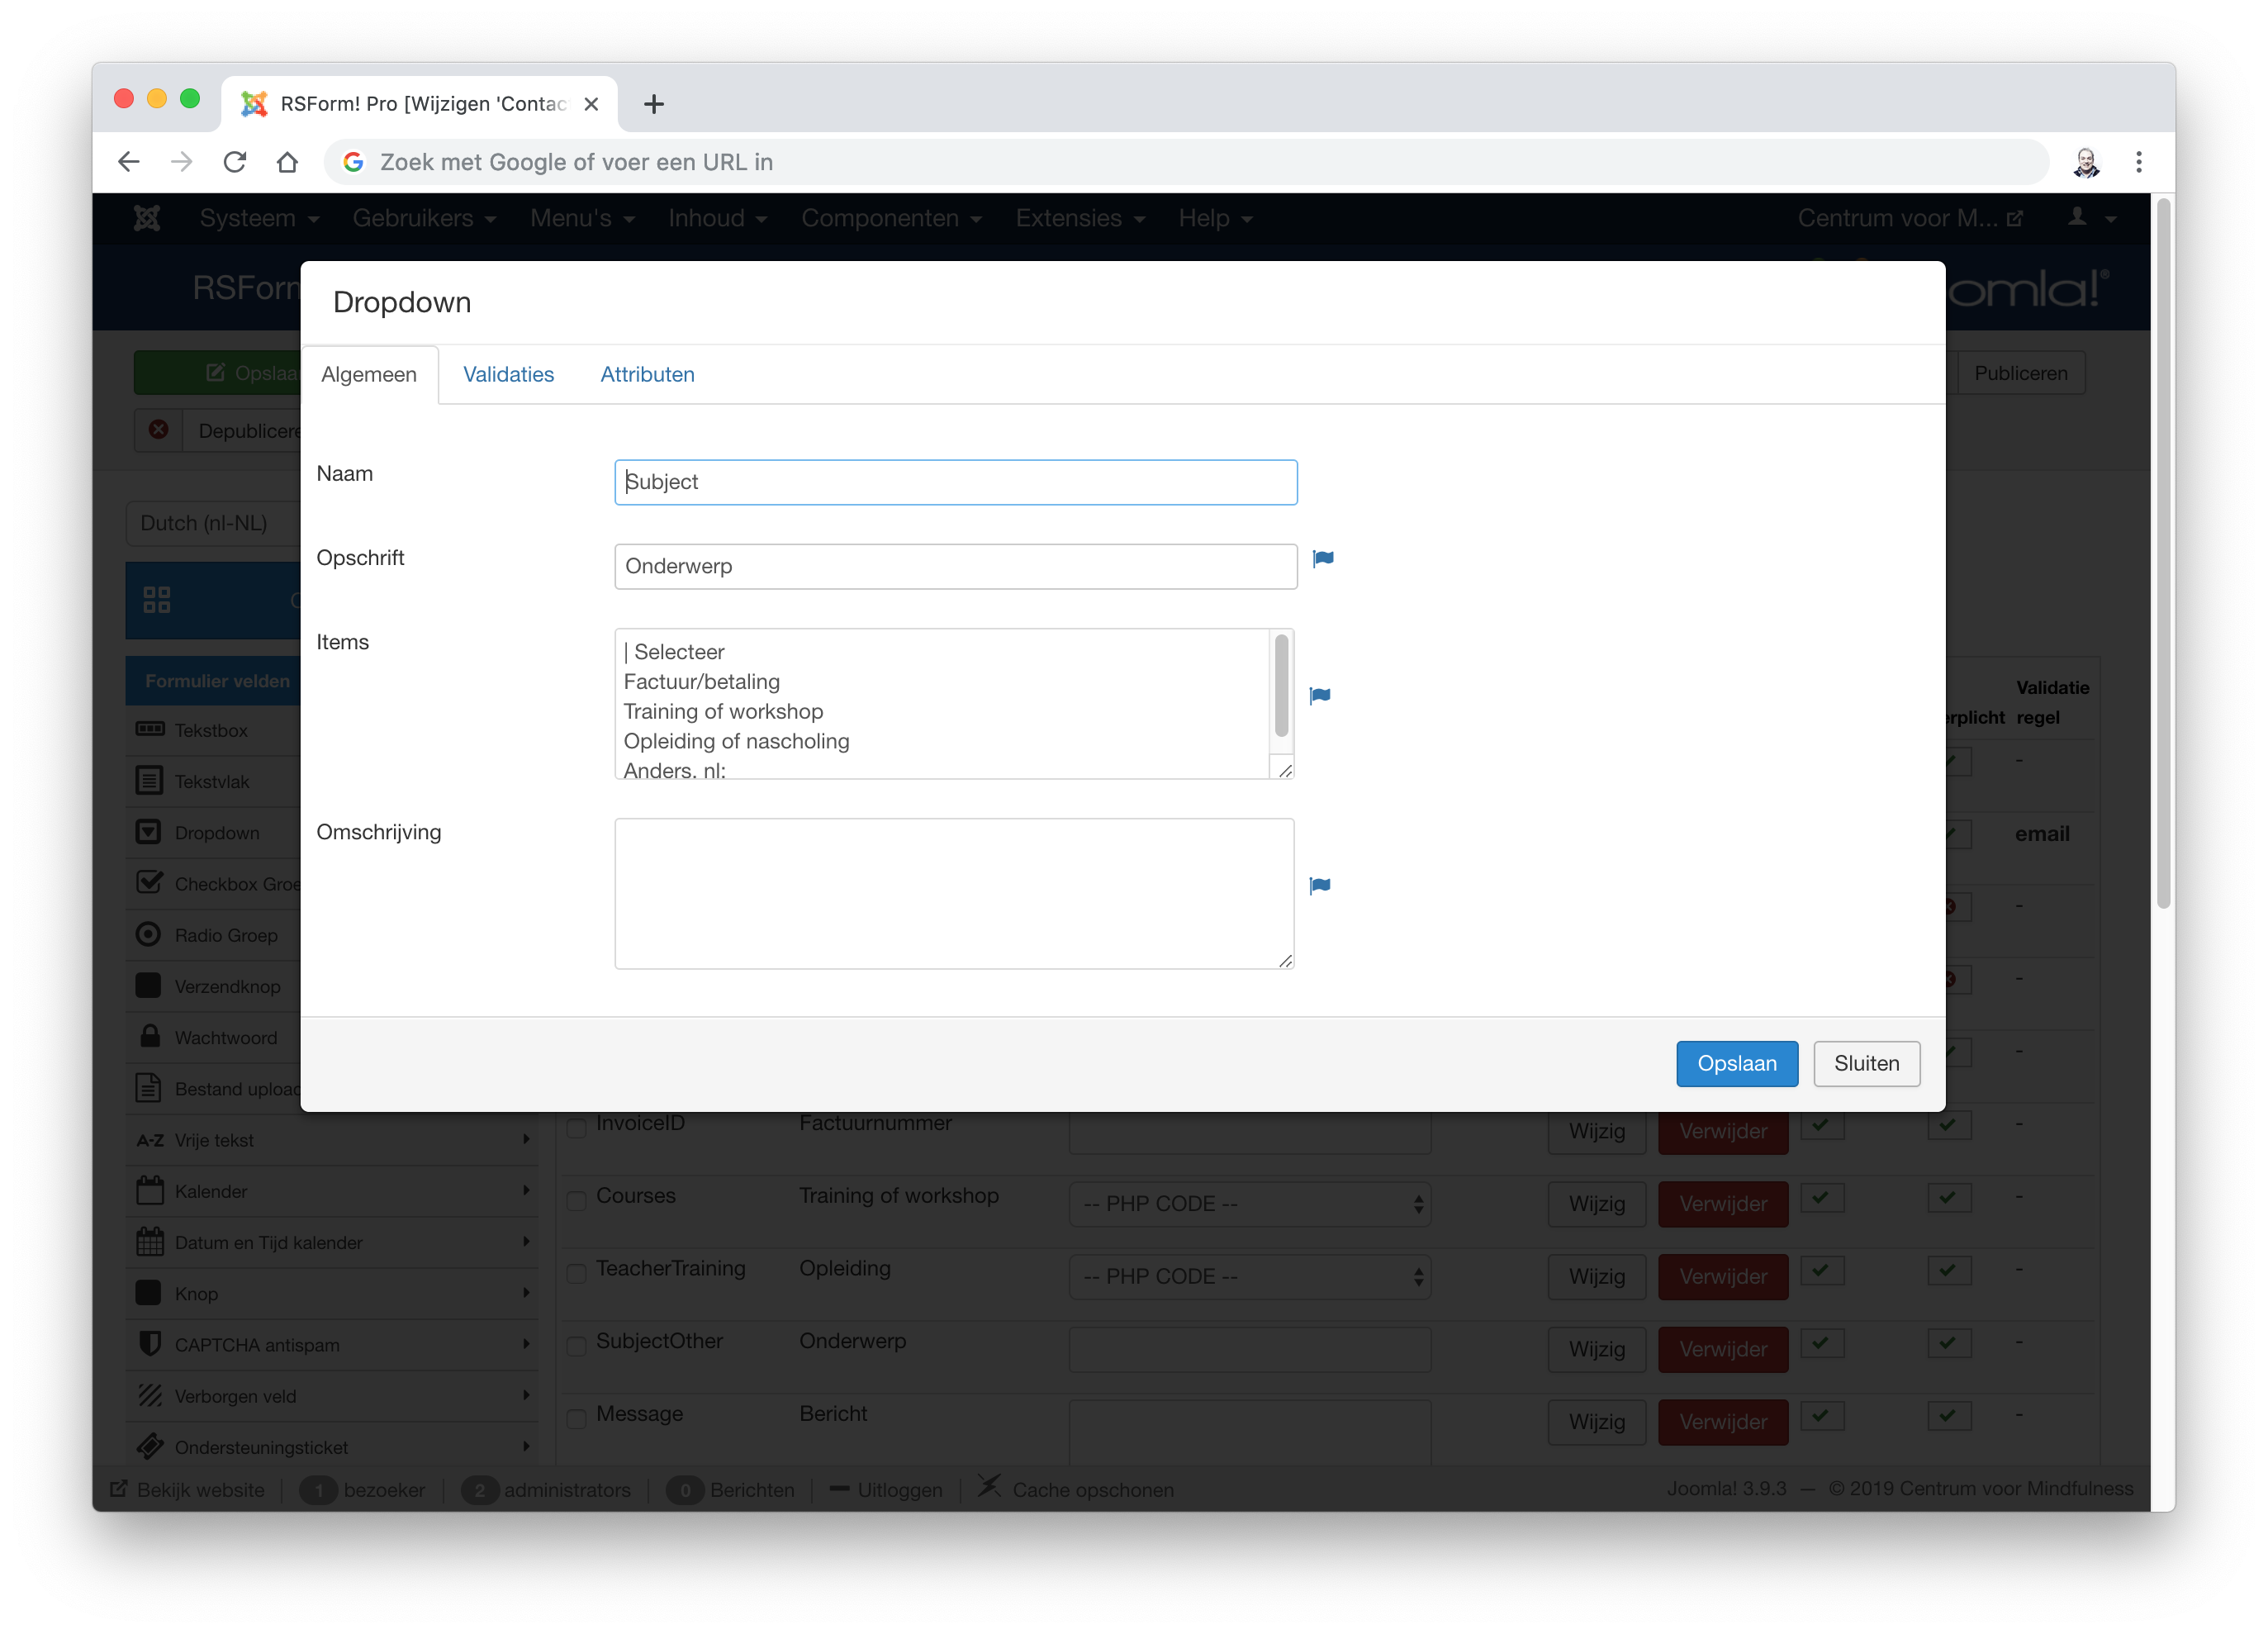 RSForm! Pro [Wijzigen 'Contac
Zoek met Google of voer een URL in
Systeem Gebruikers Menu's Inhoud Componenten Extensies Help Centrum voor M...
RSForm
omla!®
Dropdown
Opslaa
Publiceren
Depublicere
Algemeen Validaties Attributen
Naam Subject
Dutch (nl-NL)
Opschrift Onderwerp
Items
| Selecteer
Factuur/betaling
Training of workshop
Opleiding of nascholing
Anders, nl:
Omschrijving
Opslaan Sluiten
Formulier velden
Tekstbox
Tekstvlak
Dropdown
Checkbox Groe
Radio Groep
Verzendknop
Wachtwoord
Bestand upload
A-Z Vrije tekst
Kalender
Datum en Tijd kalender
Knop
CAPTCHA antispam
Verborgen veld
Ondersteuningsticket
Validatie
erplicht regel
-
email
-
-
-
InvoiceID Factuurnummer Wijzig Verwijder -
Courses Training of workshop -- PHP CODE -- Wijzig Verwijder -
TeacherTraining Opleiding -- PHP CODE -- Wijzig Verwijder -
SubjectOther Onderwerp Wijzig Verwijder -
Message Bericht Wijzig Verwijder -
Bekijk website 1 bezoeker 2 administrators 0 Berichten Uitloggen Cache opschonen Joomla! 3.9.3 — © 2019 Centrum voor Mindfulness